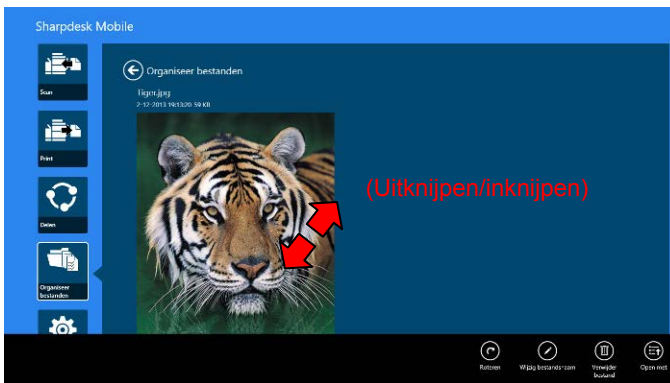 Sharpdesk Mobile
Scan
Print
Delen
Organiseer
bestanden
Organiseer bestanden
Tiger.jpg
2-12-2013 19:13:20 59 KB
(Uitknijpen/inknijpen)
Roteren
Wijzig bestandsnaam
Verwijder
bestand
Open met